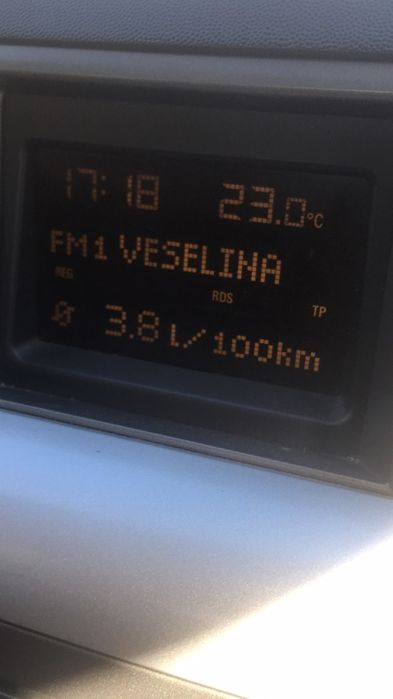 17:18 23.0°C
FM1 VESELINA
REG RDS TP
3.8 l/100km